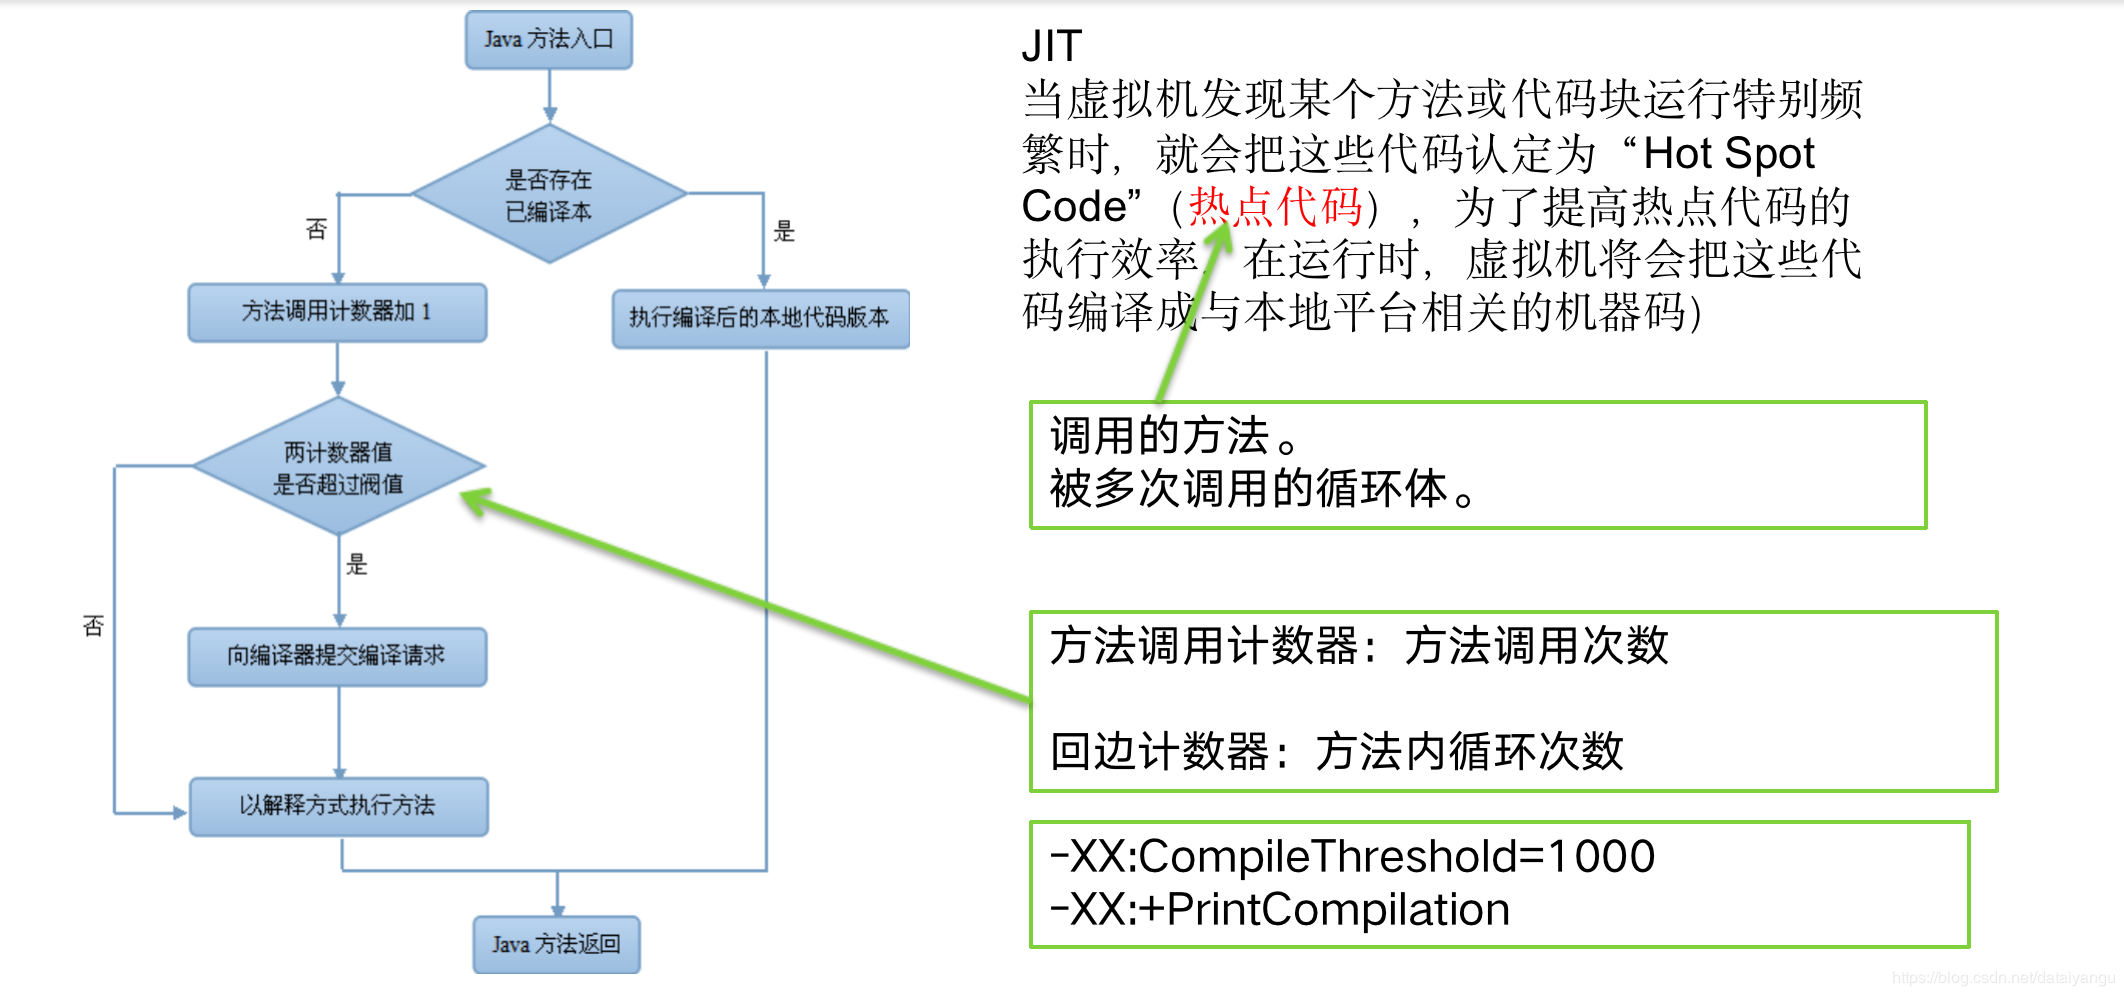 Java 方法入口
是否存在
已编译本
否
是
方法调用计数器加 1
执行编译后的本地代码版本
两计数器值
是否超过阀值
是
否
向编译器提交编译请求
以解释方式执行方法
Java 方法返回
JIT
当虚拟机发现某个方法或代码块运行特别频
繁时，就会把这些代码认定为“Hot Spot
Code”（热点代码），为了提高热点代码的
执行效率，在运行时，虚拟机将会把这些代
码编译成与本地平台相关的机器码）
调用的方法。
被多次调用的循环体。
方法调用计数器：方法调用次数
回边计数器：方法内循环次数
-XX:CompileThreshold=1000
-XX:+PrintCompilation
https://blog.csdn.net/dataiyangu